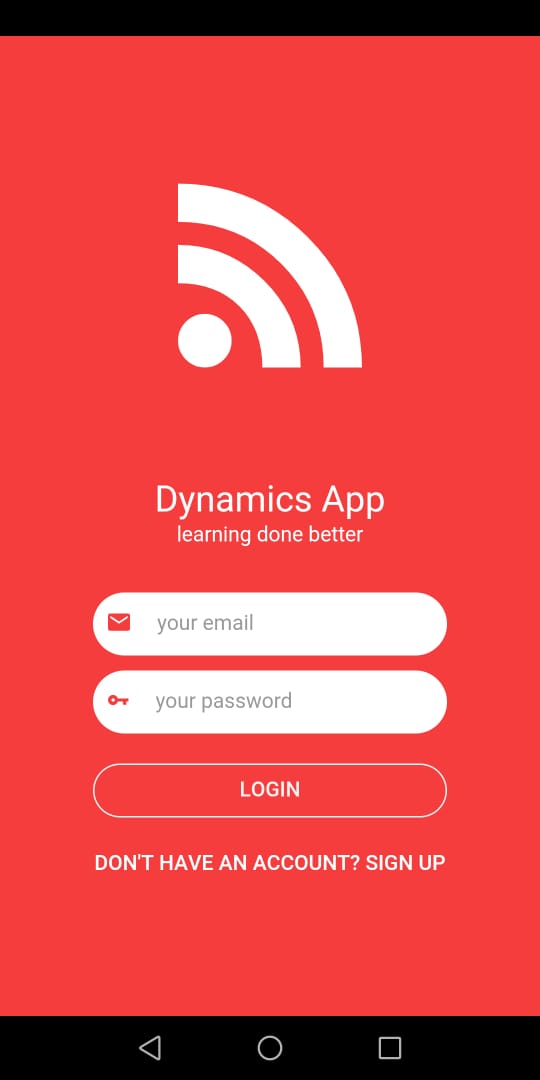 Dynamics App
learning done better
your email
your password
LOGIN
DON'T HAVE AN ACCOUNT? SIGN UP